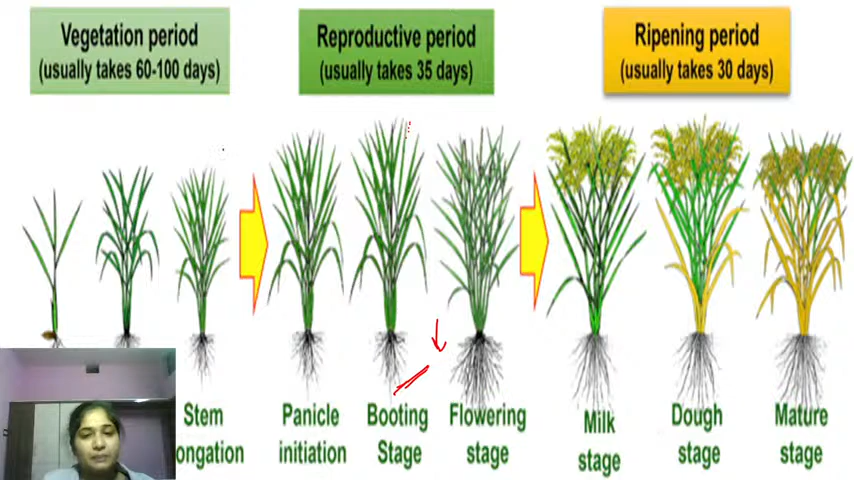 Vegetation period
(usually takes 60-100 days)
Reproductive period
(usually takes 35 days)
Ripening period
(usually takes 30 days)
Stem
ongation
Panicle
initiation
Booting
Stage
Flowering
stage
Milk
stage
Dough
stage
Mature
stage